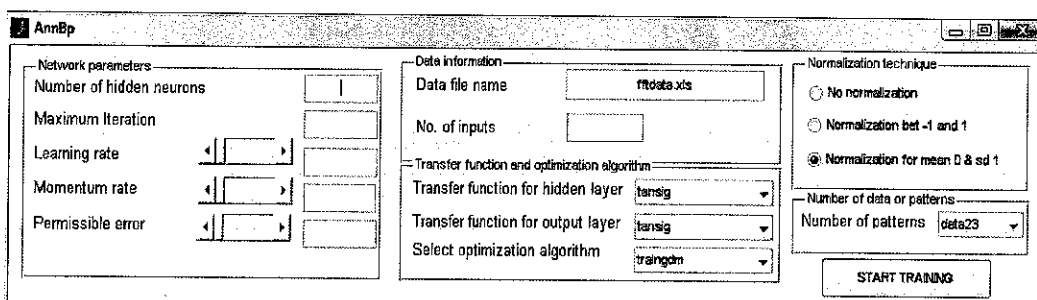 AnnBp
Network parameters
Number of hidden neurons
Maximum Iteration
Learning rate
Momentum rate
Permissible error
Data information
Data file name fftdata.xls
No. of inputs
Transfer function and optimization algorithm
Transfer function for hidden layer tansig
Transfer function for output layer tansig
Select optimization algorithm traingdm
Normalization technique
No normalization
Normalization bet -1 and 1
Normalization for mean 0 & sd 1
Number of data or patterns
Number of patterns data23
START TRAINING